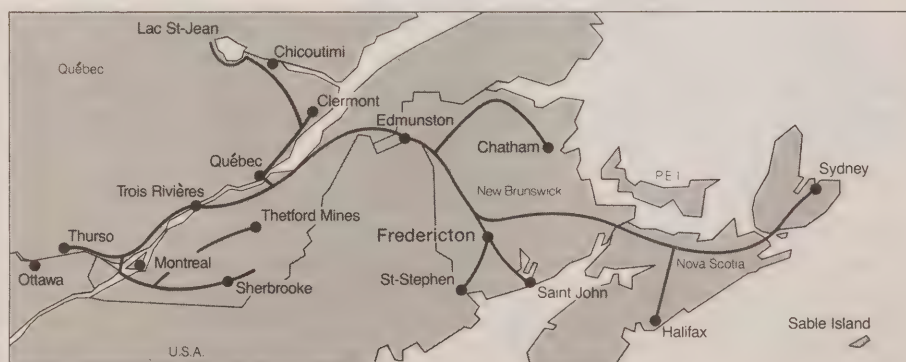 Lac St-Jean
Chicoutimi
Québec
Clermont
Edmunston
Chatham
Québec
Sydney
P E I
Trois Rivières
New Brunswick
Thetford Mines
Thurso
Fredericton
Montreal
Nova Scotia
Ottawa
Sherbrooke
St-Stephen
Saint John
Halifax
Sable Island
U.S.A.